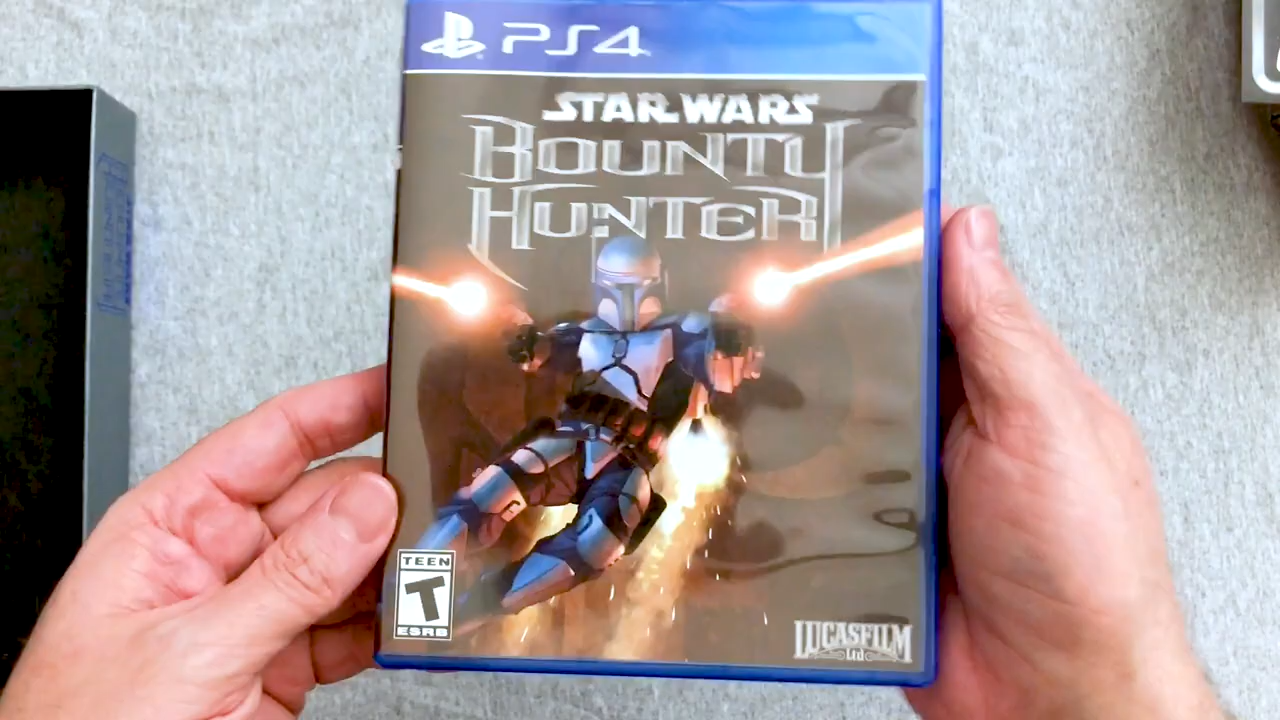 PS4
STAR WARS
BOUNTY
HUNTER
TEEN
T
ESRB
LUCASFILM
Ltd